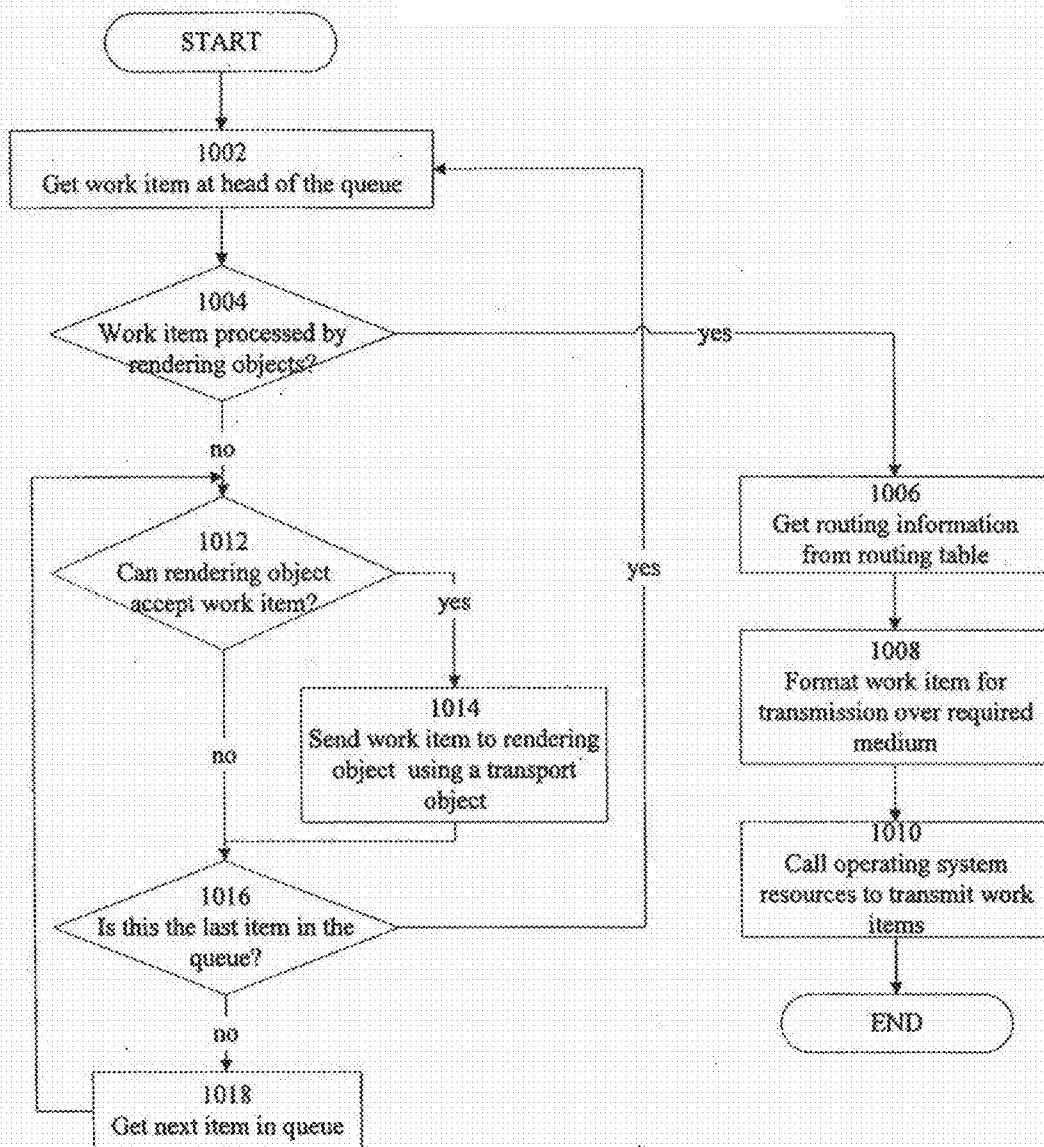 START
1002
Get work item at head of the queue
1004
Work item processed by
rendering objects?
yes
no
1006
Get routing information
from routing table
1012
Can rendering object
accept work item?
yes
yes
1008
Format work item for
transmission over required
medium
no
1014
Send work item to rendering
object using a transport
object
1010
Call operating system
resources to transmit work
items
1016
Is this the last item in the
queue?
END
no
1018
Get next item in queue